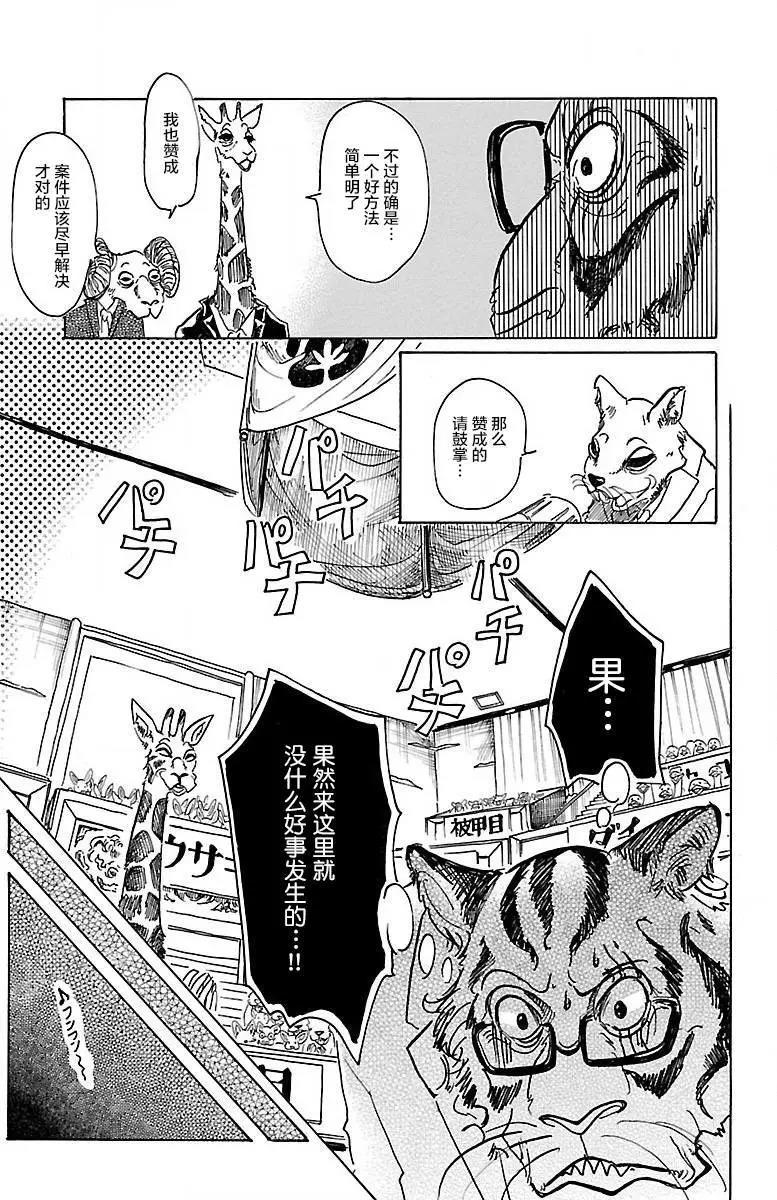 不过的确是…
一个好方法
简单明了
我也赞成
案件应该尽早解决
才对的
那么
赞成的
请鼓掌…
パチ
パチ
パチ
パチ
パチ
果…
果然来这里就
没什么好事发生的…!!
被甲目
ウサギ
目